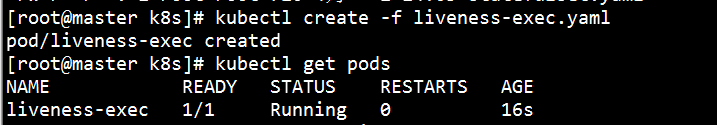 [root@master k8s]# kubectl create -f liveness-exec.yaml
pod/liveness-exec created
[root@master k8s]# kubectl get pods
NAME READY STATUS RESTARTS AGE
liveness-exec 1/1 Running 0 16s